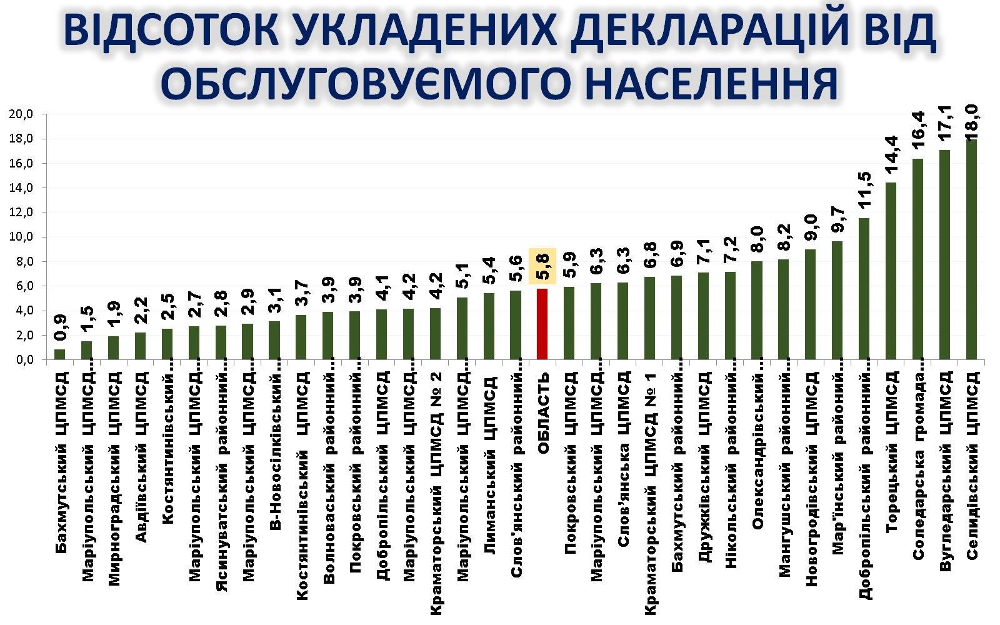 ВІДСОТОК УКЛАДЕНИХ ДЕКЛАРАЦІЙ ВІД
ОБСЛУГОВУЄМОГО НАСЕЛЕННЯ
20,0
18,0
16,0
14,0
12,0
10,0
8,0
6,0
4,0
2,0
0,0
0,9
1,5
1,9
2,2
2,5
2,7
2,8
2,9
3,1
3,7
3,9
3,9
4,1
4,2
4,2
5,1
5,4
5,6
5,8
5,9
6,3
6,3
6,8
6,9
7,1
7,2
8,0
8,2
9,0
9,7
11,5
14,4
16,4
17,1
18,0
Бахмутський ЦПМСД
Маріупольський ЦПМСД...
Мирноградський ЦПМСД
Авдіївський ЦПМСД
Костянтинівський...
Маріупольський ЦПМСД...
Ясинуватський районний...
Маріупольський ЦПМСД...
В-Новосілківський...
Костянтинівський ЦПМСД
Волноваський районний...
Покровський районний...
Добропільський ЦПМСД
Маріупольський ЦПМСД...
Краматорський ЦПМСД № 2
Маріупольський ЦПМСД...
Лиманський ЦПМСД
Слов'янський районний...
ОБЛАСТЬ
Покровський ЦПМСД
Маріупольський ЦПМСД...
Слов’янська ЦПМСД
Краматорський ЦПМСД № 1
Бахмутський районний...
Дружківський ЦПМСД
Нікольський районний...
Олександрівський...
Мангушський районний...
Новогродівський ЦПМСД
Мар'їнський районий...
Добропільський районний...
Торецький ЦПМСД
Соледарська громада...
Вугледарський ЦПМСД
Селидівський ЦПМСД